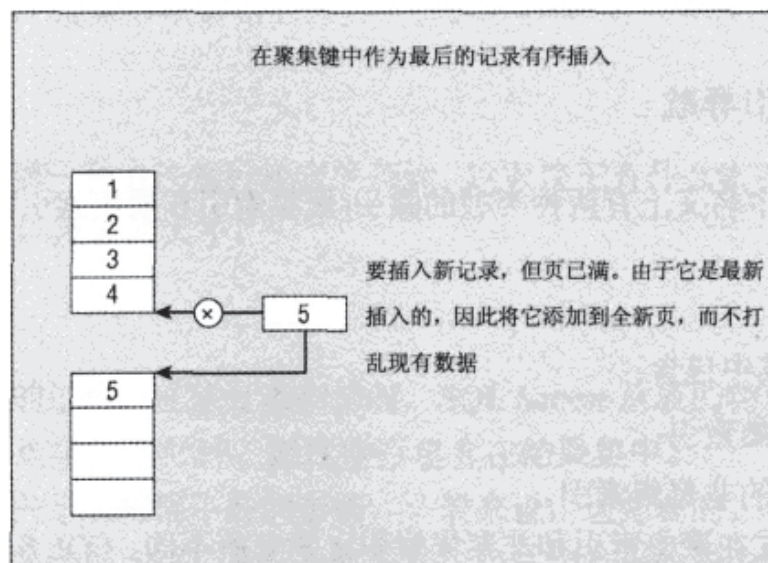 在聚集键中作为最后的记录有序插入
1
2
3
4
5
要插入新记录，但页已满。由于它是最新
插入的，因此将它添加到全新页，而不打
乱现有数据
5